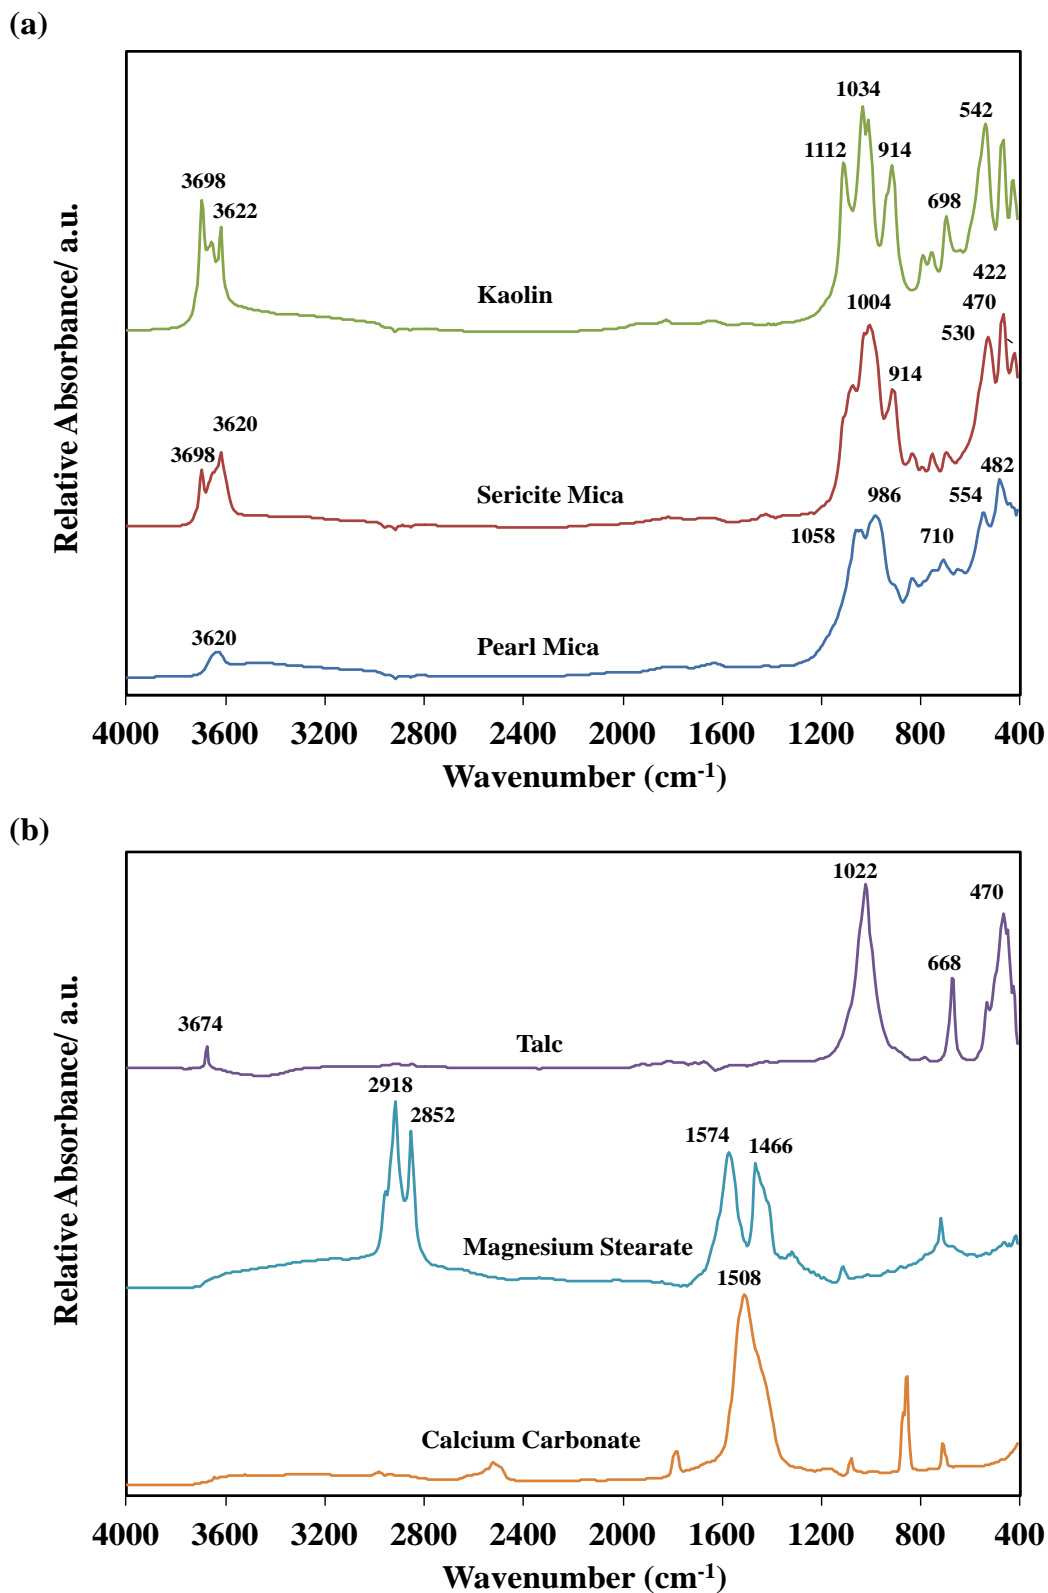 (a)
1034
542
1112
914
3698
3622
698
Kaolin
422
1004
470
530
914
3620
3698
Sericite Mica
482
986
554
1058
710
3620
Pearl Mica
Relative Absorbance/ a.u.
4000 3600 3200 2800 2400 2000 1600 1200 800 400
Wavenumber (cm-1)
(b)
1022
470
668
3674
Talc
2918
2852
1574
1466
Magnesium Stearate
1508
Calcium Carbonate
Relative Absorbance/ a.u.
4000 3600 3200 2800 2400 2000 1600 1200 800 400
Wavenumber (cm-1)